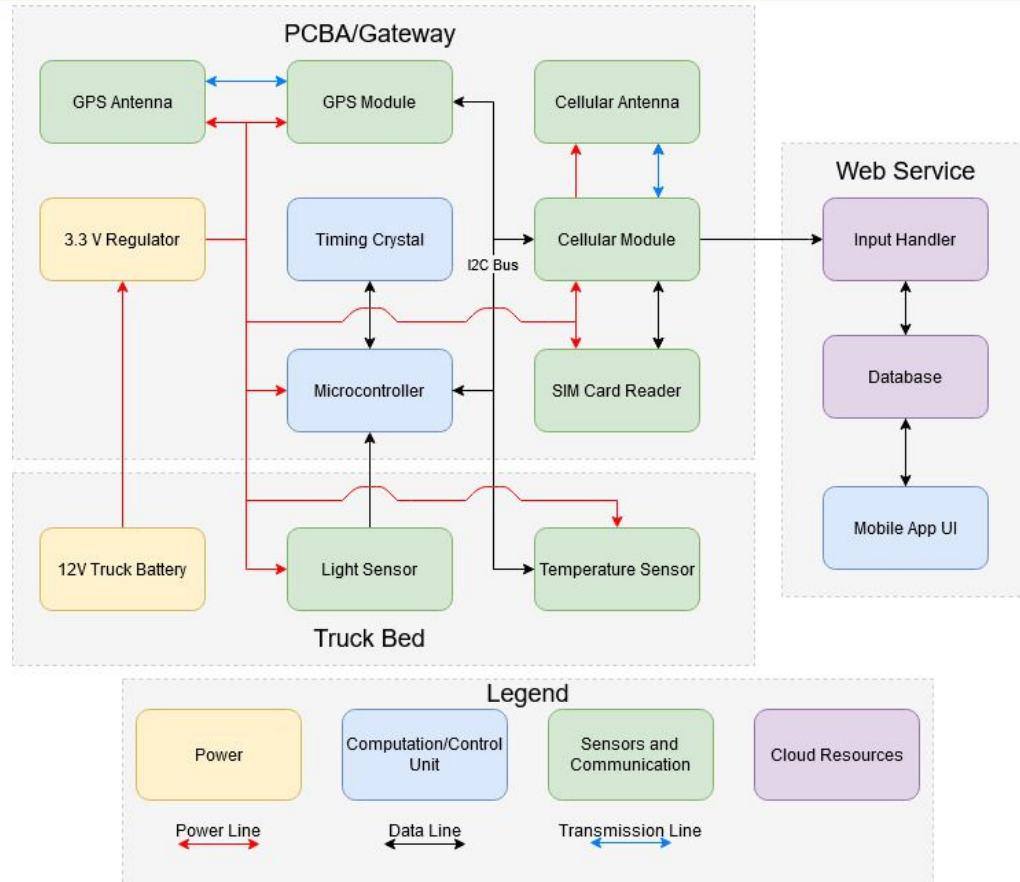 PCBA/Gateway
GPS Antenna
GPS Module
Cellular Antenna
Web Service
3.3 V Regulator
Timing Crystal
Cellular Module
Input Handler
I2C Bus
Microcontroller
SIM Card Reader
Database
12V Truck Battery
Light Sensor
Temperature Sensor
Mobile App UI
Truck Bed
Legend
Power
Computation/Control
Unit
Sensors and
Communication
Cloud Resources
Power Line
Data Line
Transmission Line